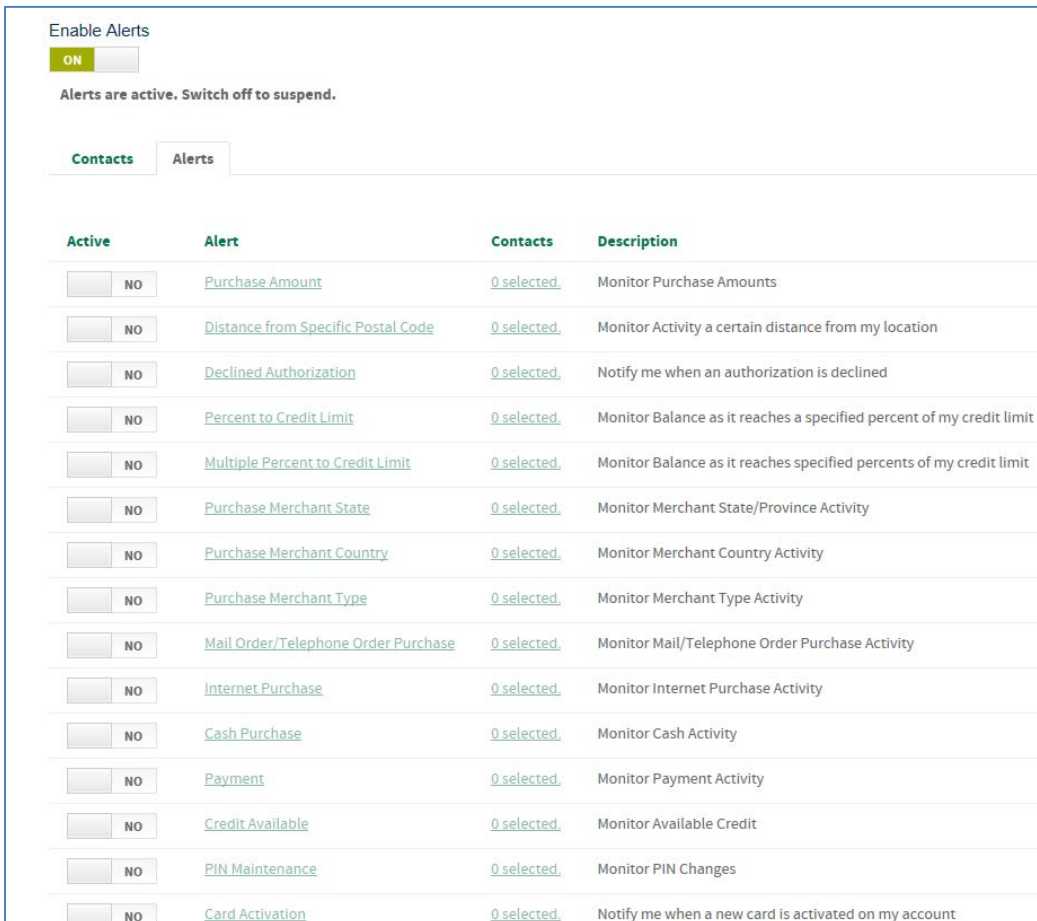 Enable Alerts
ON
Alerts are active. Switch off to suspend.
Contacts Alerts
Active Alert Contacts Description
NO Purchase Amount 0 selected. Monitor Purchase Amounts
NO Distance from Specific Postal Code 0 selected. Monitor Activity a certain distance from my location
NO Declined Authorization 0 selected. Notify me when an authorization is declined
NO Percent to Credit Limit 0 selected. Monitor Balance as it reaches a specified percent of my credit limit
NO Multiple Percent to Credit Limit 0 selected. Monitor Balance as it reaches specified percents of my credit limit
NO Purchase Merchant State 0 selected. Monitor Merchant State/Province Activity
NO Purchase Merchant Country 0 selected. Monitor Merchant Country Activity
NO Purchase Merchant Type 0 selected. Monitor Merchant Type Activity
NO Mail Order/Telephone Order Purchase 0 selected. Monitor Mail/Telephone Order Purchase Activity
NO Internet Purchase 0 selected. Monitor Internet Purchase Activity
NO Cash Purchase 0 selected. Monitor Cash Activity
NO Payment 0 selected. Monitor Payment Activity
NO Credit Available 0 selected. Monitor Available Credit
NO PIN Maintenance 0 selected. Monitor PIN Changes
NO Card Activation 0 selected. Notify me when a new card is activated on my account